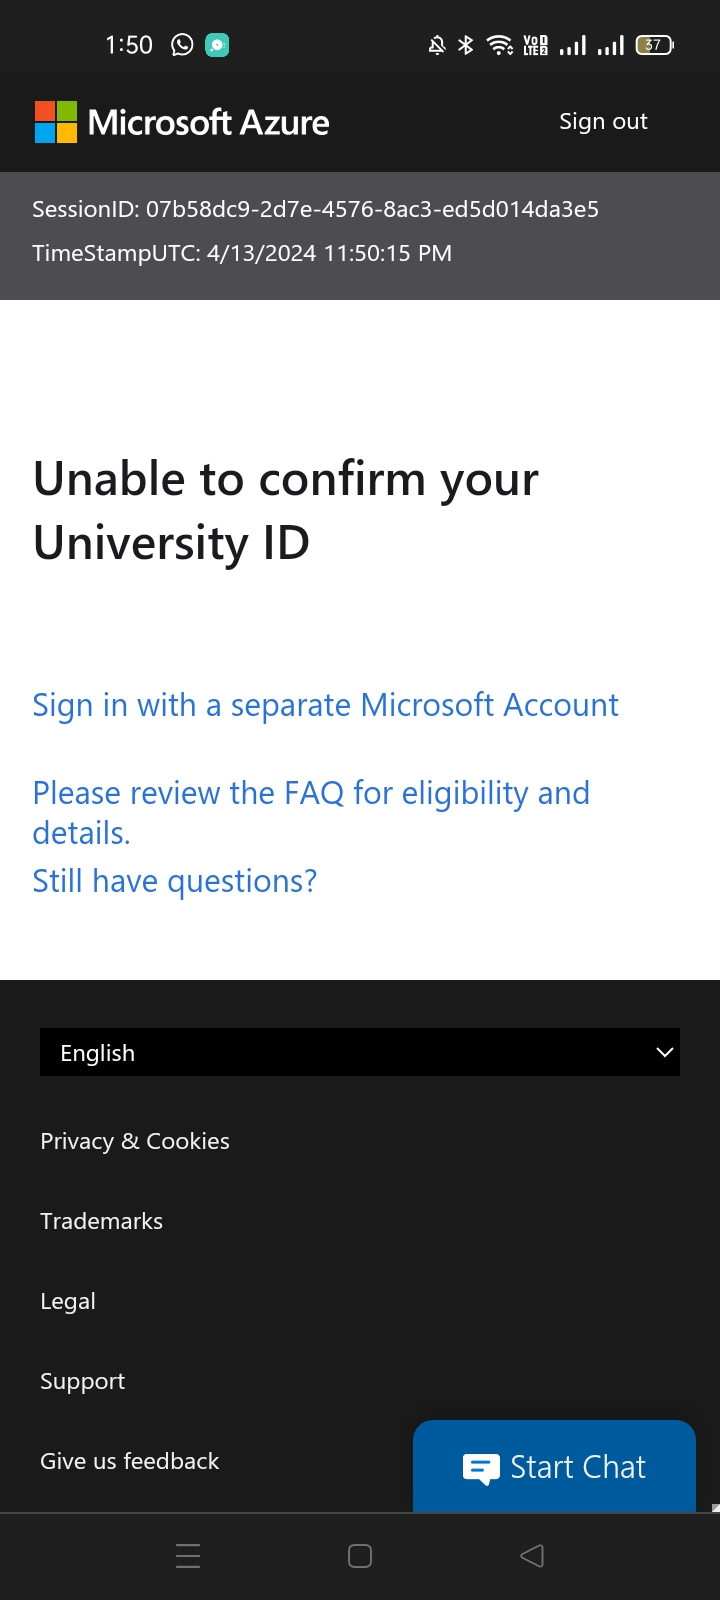 1:50
VoD LTE2 37
Microsoft Azure
Sign out
SessionID: 07b58dc9-2d7e-4576-8ac3-ed5d014da3e5
TimeStampUTC: 4/13/2024 11:50:15 PM
Unable to confirm your
University ID
Sign in with a separate Microsoft Account
Please review the FAQ for eligibility and
details.
Still have questions?
English
Privacy & Cookies
Trademarks
Legal
Support
Give us feedback
Start Chat